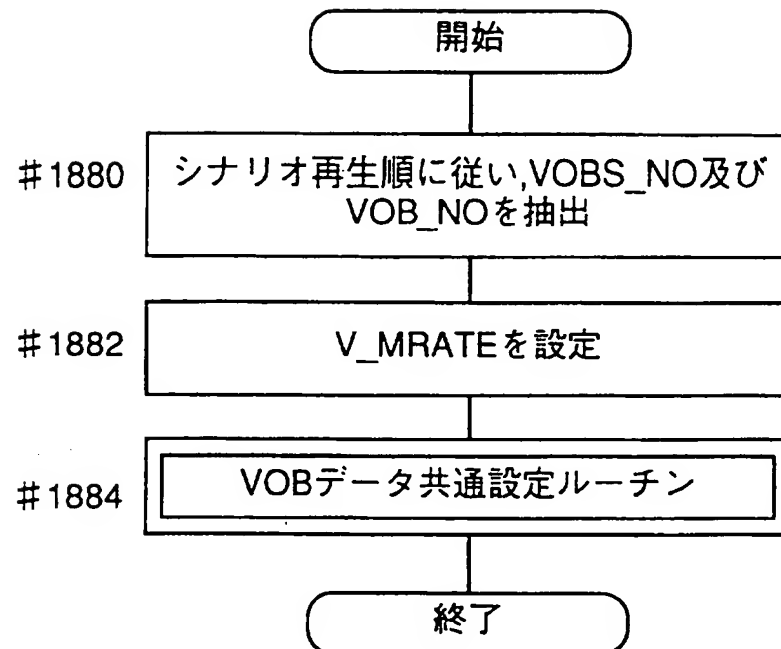 開始
#1880
シナリオ再生順に従い,VOBS_NO及び
VOB_NOを抽出
#1882
V_MRATEを設定
#1884
VOBデータ共通設定ルーチン
終了